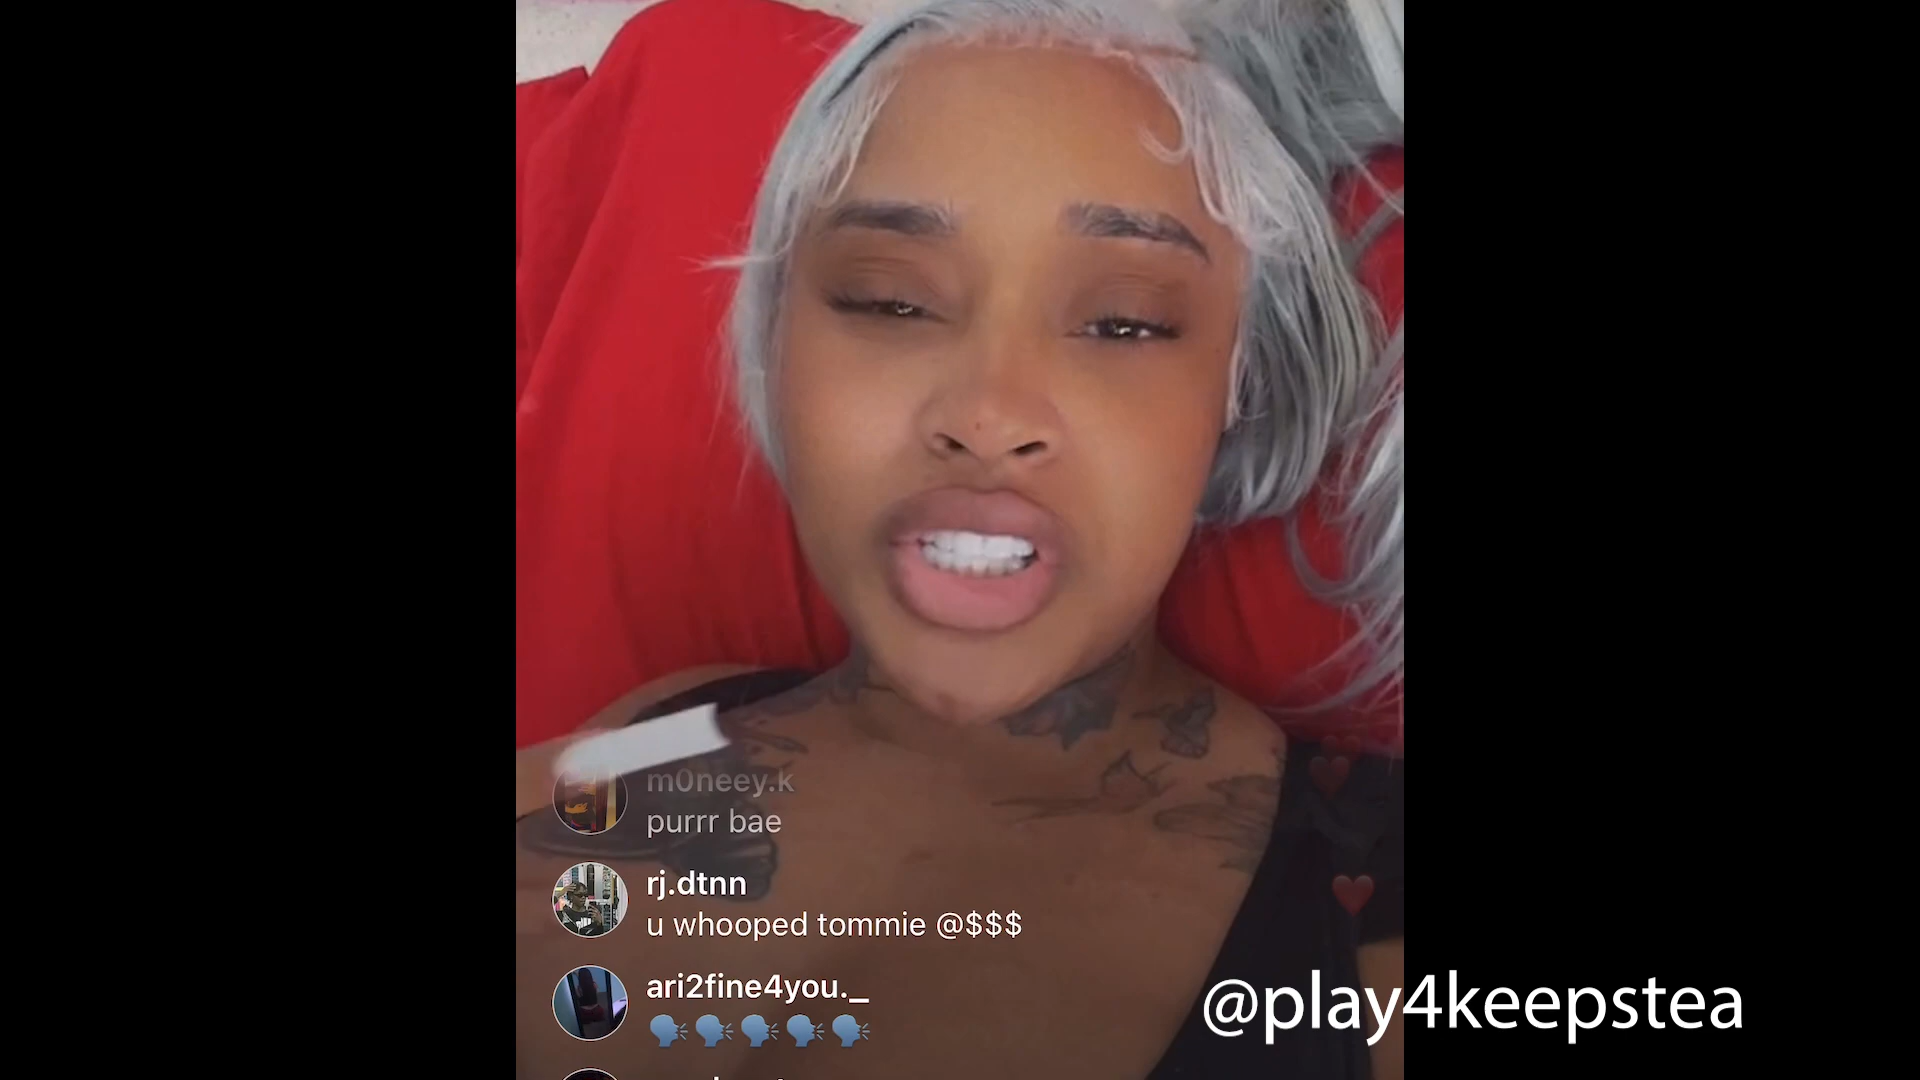 m0neey.k
purrr bae
rj.dtnn
u whooped tommie @$$$
ari2fine4you._
🗣🗣🗣🗣🗣
@play4keepstea